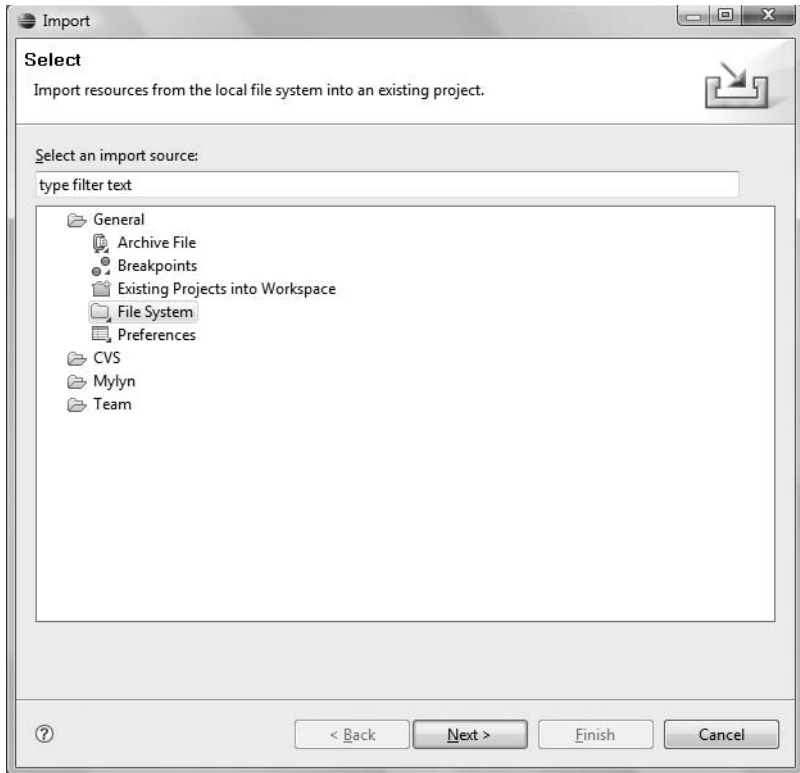 Import
Select
Import resources from the local file system into an existing project.
Select an import source:
type filter text
General
Archive File
Breakpoints
Existing Projects into Workspace
File System
Preferences
CVS
Mylyn
Team
?
< Back
Next >
Finish
Cancel